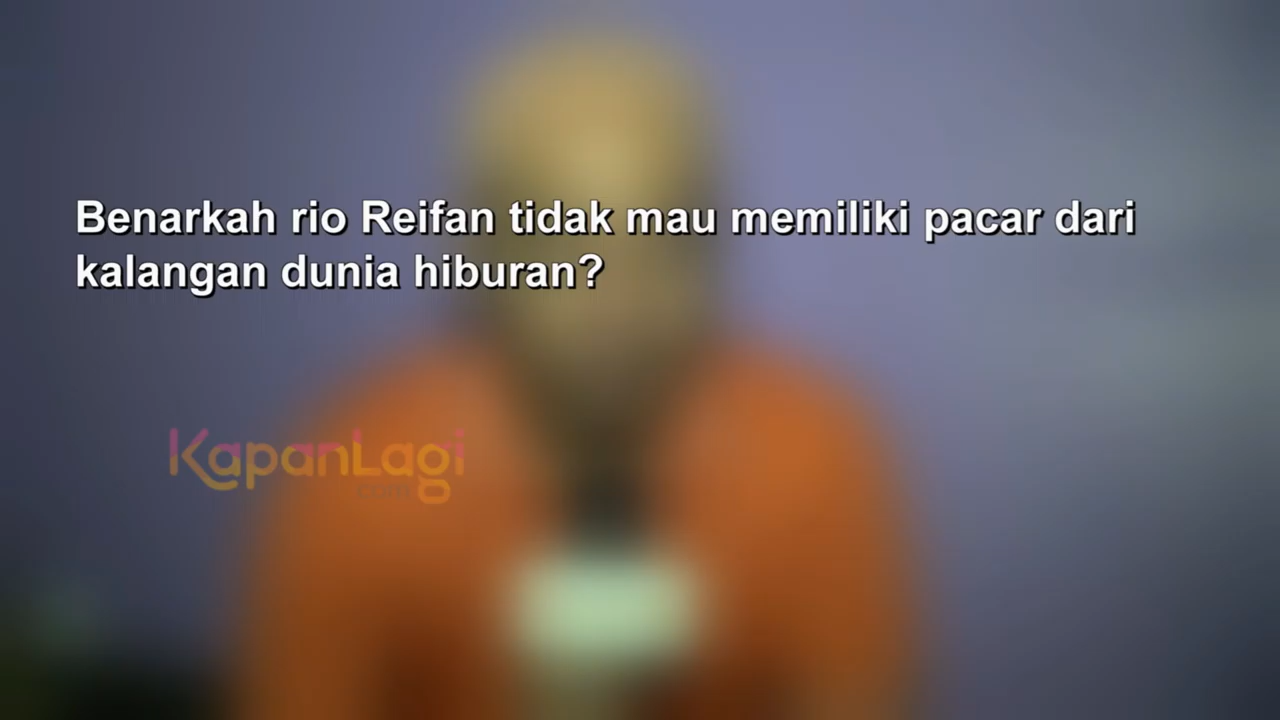 Benarkah rio Reifan tidak mau memiliki pacar dari
kalangan dunia hiburan?
KapanLagi
.com